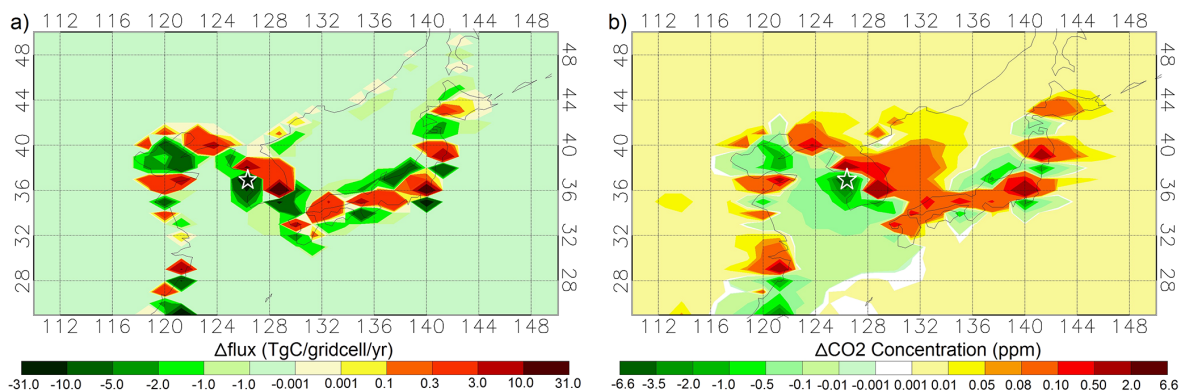 a)
112 116 120 124 128 132 136 140 144 148
48 44 40 36 32 28
48 44 40 36 32 28
112 116 120 124 128 132 136 140 144 148
Δflux (TgC/gridcell/yr)
-31.0 -10.0 -5.0 -2.0 -1.0 -1.0 -0.001 0.001 0.1 0.3 3.0 10.0 31.0
b)
112 116 120 124 128 132 136 140 144 148
48 44 40 36 32 28
48 44 40 36 32 28
112 116 120 124 128 132 136 140 144 148
ΔCO2 Concentration (ppm)
-6.6 -3.5 -2.0 -1.0 -0.5 -0.1 -0.01 -0.001 0.001 0.01 0.05 0.08 0.10 0.50 2.0 6.6